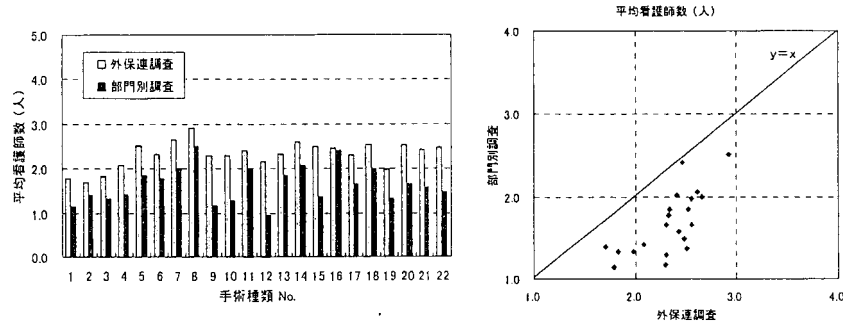 平均看護師数（人）
5.0
4.0
3.0
2.0
1.0
0.0
外保連調査
部門別調査
1 2 3 4 5 6 7 8 9 10 11 12 13 14 15 16 17 18 19 20 21 22
手術種類 No.
平均看護師数（人）
部門別調査
4.0
3.0
2.0
1.0
y=x
1.0 2.0 3.0 4.0
外保連調査